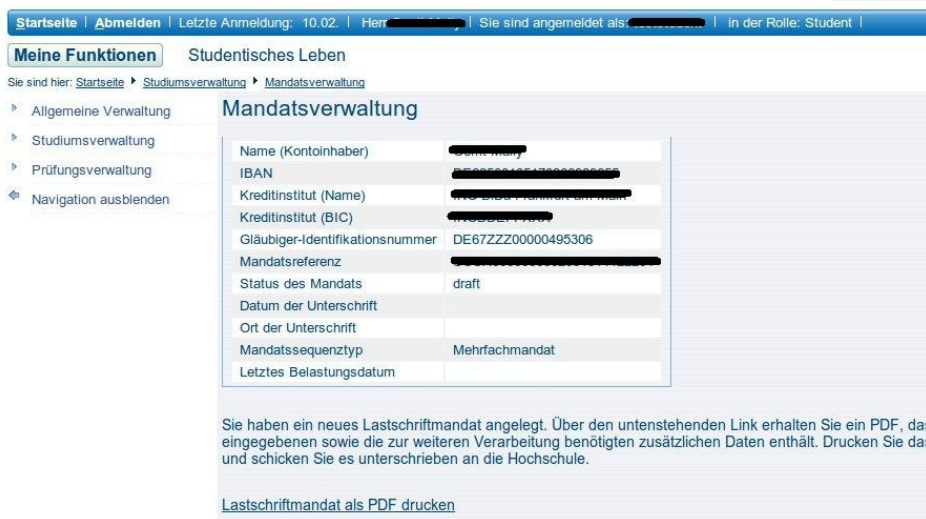 Startseite | Abmelden | Letzte Anmeldung: 10.02. | Sie sind angemeldet als: | in der Rolle: Student |
Meine Funktionen Studentisches Leben
Sie sind hier: Startseite Studiumsverwaltung Mandatsverwaltung
Allgemeine Verwaltung
Studiumsverwaltung
Prüfungsverwaltung
Navigation ausblenden
Mandatsverwaltung
Name (Kontoinhaber)
IBAN
Kreditinstitut (Name)
Kreditinstitut (BIC)
Gläubiger-Identifikationsnummer DE67ZZZ00000495306
Mandatsreferenz
Status des Mandats draft
Datum der Unterschrift
Ort der Unterschrift
Mandatssequenztyp Mehrfachmandat
Letztes Belastungsdatum
Sie haben ein neues Lastschriftmandat angelegt. Über den untenstehenden Link erhalten Sie ein PDF,
eingegebenen sowie die zur weiteren Verarbeitung benötigten zusätzlichen Daten enthält. Drucken Sie
und schicken Sie es unterschrieben an die Hochschule.
Lastschriftmandat als PDF drucken